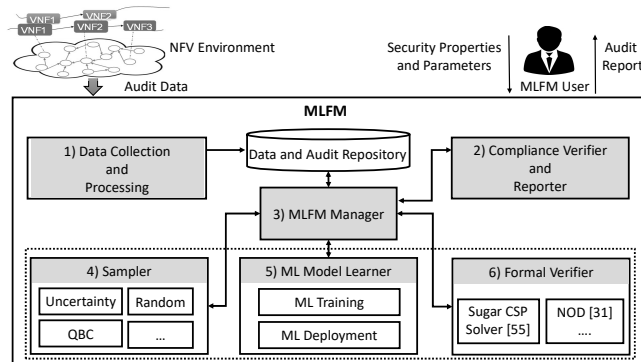 VNF1
VNF2
VNF1
VNF2
VNF3
NFV Environment
Audit Data
Security Properties
and Parameters
MLFM User
Audit
Report
MLFM
1) Data Collection
and
Processing
Data and Audit Repository
2) Compliance Verifier
and
Reporter
3) MLFM Manager
4) Sampler
Uncertainty
Random
QBC
...
5) ML Model Learner
ML Training
ML Deployment
6) Formal Verifier
Sugar CSP
Solver [55]
NOD [31]
....